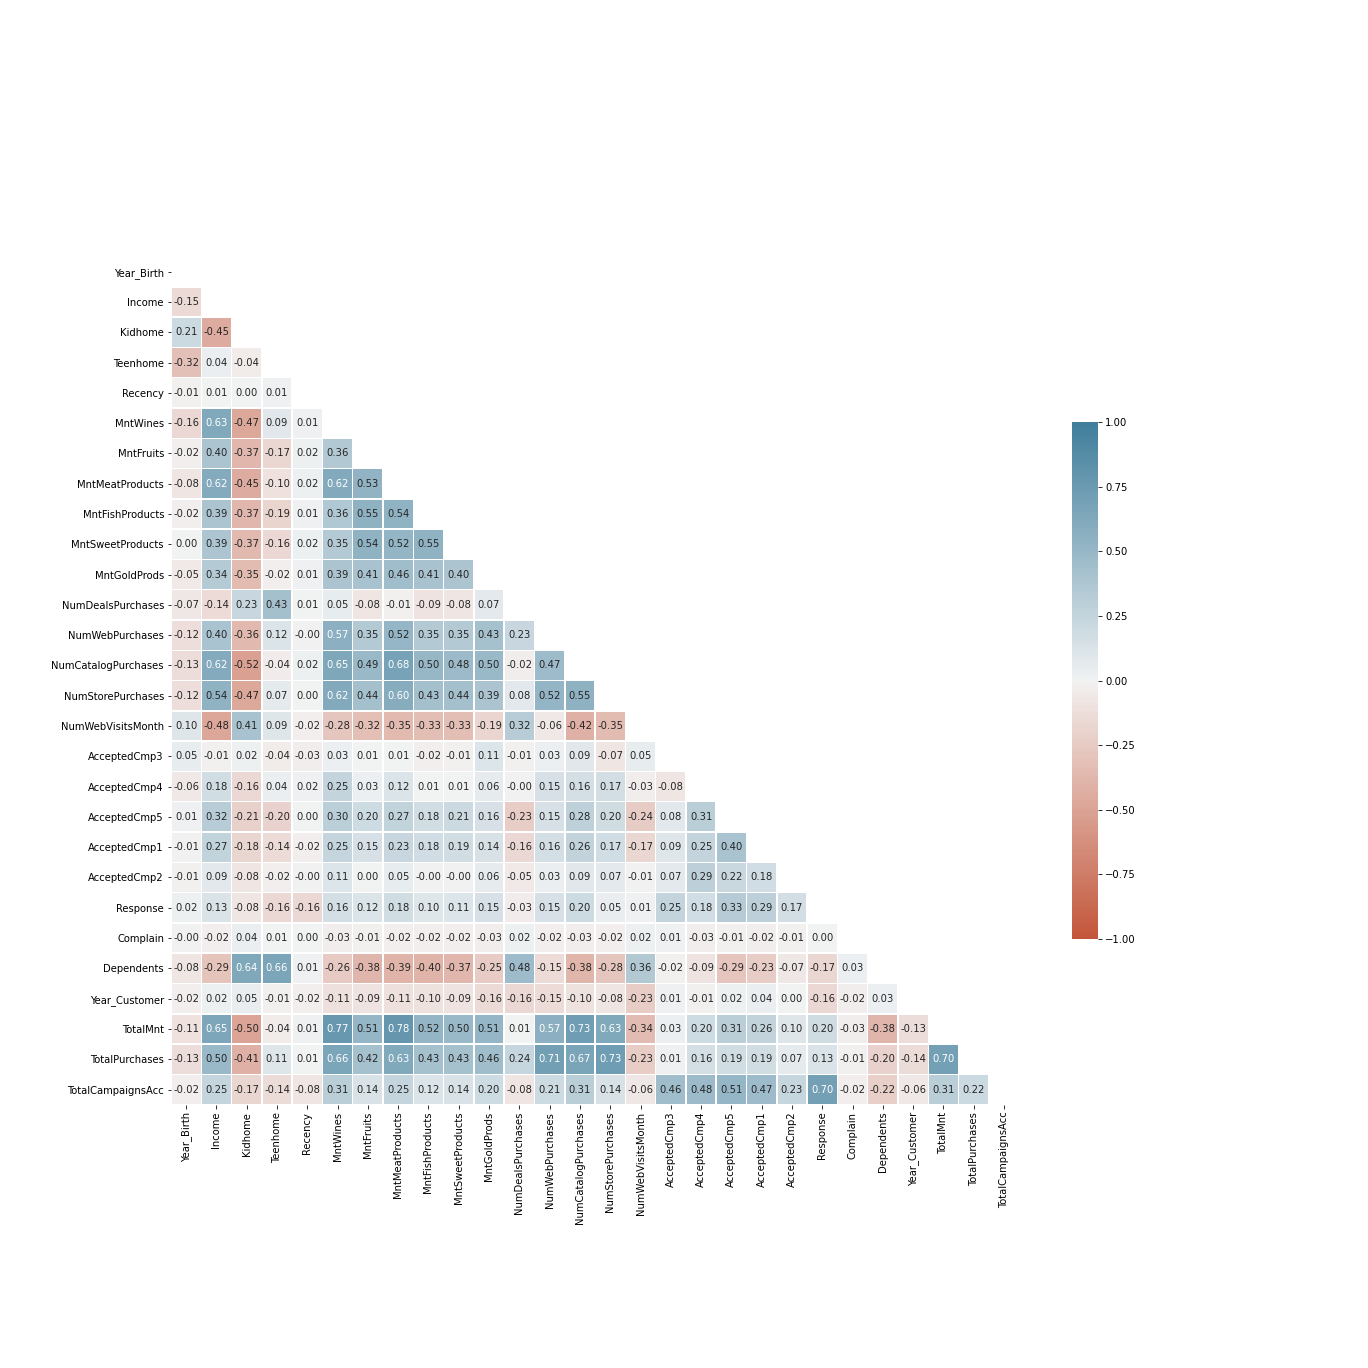 Year_Birth
Income -0.15
Kidhome 0.21 -0.45
Teenhome -0.32 0.04 -0.04
Recency -0.01 0.01 0.00 0.01
MntWines -0.16 0.63 -0.47 0.09 0.01
1.00
MntFruits -0.02 0.40 -0.37 -0.17 0.02 0.36
MntMeatProducts -0.08 0.62 -0.45 -0.10 0.02 0.62 0.53
0.75
MntFishProducts -0.02 0.39 -0.37 -0.19 0.01 0.36 0.55 0.54
MntSweetProducts 0.00 0.39 -0.37 -0.16 0.02 0.35 0.54 0.52 0.55
0.50
MntGoldProds -0.05 0.34 -0.35 -0.02 0.01 0.39 0.41 0.46 0.41 0.40
NumDealsPurchases -0.07 -0.14 0.23 0.43 0.01 0.05 -0.08 -0.01 -0.09 -0.08 0.07
0.25
NumWebPurchases -0.12 0.40 -0.36 0.12 -0.00 0.57 0.35 0.52 0.35 0.35 0.43 0.23
NumCatalogPurchases -0.13 0.62 -0.52 -0.04 0.02 0.65 0.49 0.68 0.50 0.48 0.50 -0.02 0.47
0.00
NumStorePurchases -0.12 0.54 -0.47 0.07 0.00 0.62 0.44 0.60 0.43 0.44 0.39 0.08 0.52 0.55
NumWebVisitsMonth 0.10 -0.48 0.41 0.09 -0.02 -0.28 -0.32 -0.35 -0.33 -0.33 -0.19 0.32 -0.06 -0.42 -0.35
−0.25
AcceptedCmp3 0.05 -0.01 0.02 -0.04 -0.03 0.03 0.01 0.01 -0.02 -0.01 0.11 -0.01 0.03 0.09 -0.07 0.05
AcceptedCmp4 -0.06 0.18 -0.16 0.04 0.02 0.25 0.03 0.12 0.01 0.01 0.06 -0.00 0.15 0.16 0.17 -0.03 -0.08
−0.50
AcceptedCmp5 0.01 0.32 -0.21 -0.20 0.00 0.30 0.20 0.27 0.18 0.21 0.16 -0.23 0.15 0.28 0.20 -0.24 0.08 0.31
AcceptedCmp1 -0.01 0.27 -0.18 -0.14 -0.02 0.25 0.15 0.23 0.18 0.19 0.14 -0.16 0.16 0.26 0.17 -0.17 0.09 0.25 0.40
−0.75
AcceptedCmp2 -0.01 0.09 -0.08 -0.02 -0.00 0.11 0.00 0.05 -0.00 -0.00 0.06 -0.05 0.03 0.09 0.07 -0.01 0.07 0.29 0.22 0.18
Response 0.02 0.13 -0.08 -0.16 -0.16 0.16 0.12 0.18 0.10 0.11 0.15 -0.03 0.15 0.20 0.05 0.01 0.25 0.18 0.33 0.29 0.17
Complain -0.00 -0.02 0.04 0.01 0.00 -0.03 -0.01 -0.02 -0.02 -0.02 -0.03 0.02 -0.02 -0.03 -0.02 0.02 0.01 -0.03 -0.01 -0.02 -0.01 0.00
−1.00
Dependents -0.08 -0.29 0.64 0.66 0.01 -0.26 -0.38 -0.39 -0.40 -0.37 -0.25 0.48 -0.15 -0.38 -0.28 0.36 -0.02 -0.09 -0.29 -0.23 -0.07 -0.17 0.03
Year_Customer -0.02 0.02 0.05 -0.01 -0.02 -0.11 -0.09 -0.11 -0.10 -0.09 -0.16 -0.16 -0.15 -0.10 -0.08 -0.23 0.01 -0.01 0.02 0.04 0.00 -0.16 -0.02 0.03
TotalMnt -0.11 0.65 -0.50 -0.04 0.01 0.77 0.51 0.78 0.52 0.50 0.51 0.01 0.57 0.73 0.63 -0.34 0.03 0.20 0.31 0.26 0.10 0.20 -0.03 -0.38 -0.13
TotalPurchases -0.13 0.50 -0.41 0.11 0.01 0.66 0.42 0.63 0.43 0.43 0.46 0.24 0.71 0.67 0.73 -0.23 0.01 0.16 0.19 0.19 0.07 0.13 -0.01 -0.20 -0.14 0.70
TotalCampaignsAcc -0.02 0.25 -0.17 -0.14 -0.08 0.31 0.14 0.25 0.12 0.14 0.20 -0.08 0.21 0.31 0.14 -0.06 0.46 0.48 0.51 0.47 0.23 0.70 -0.02 -0.22 -0.06 0.31 0.22
Year_Birth
Income
Kidhome
Teenhome
Recency
MntWines
MntFruits
MntMeatProducts
MntFishProducts
MntSweetProducts
MntGoldProds
NumDealsPurchases
NumWebPurchases
NumCatalogPurchases
NumStorePurchases
NumWebVisitsMonth
AcceptedCmp3
AcceptedCmp4
AcceptedCmp5
AcceptedCmp1
AcceptedCmp2
Response
Complain
Dependents
Year_Customer
TotalMnt
TotalPurchases
TotalCampaignsAcc